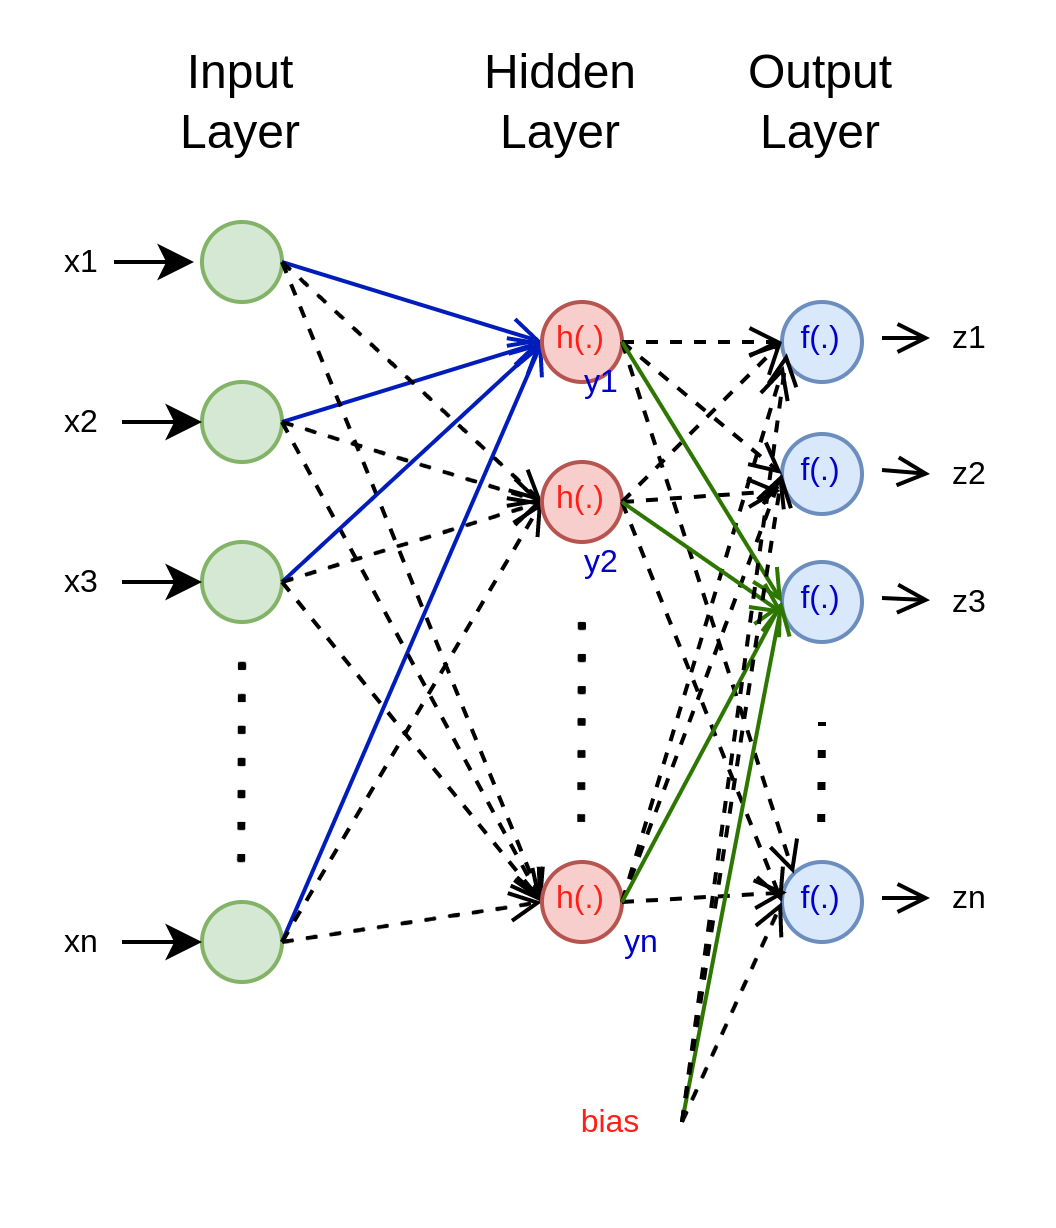 Input
Layer
Hidden
Layer
Output
Layer
x1
x2
x3
xn
h(.)
y1
h(.)
y2
h(.)
yn
f(.)
f(.)
f(.)
f(.)
z1
z2
z3
zn
bias